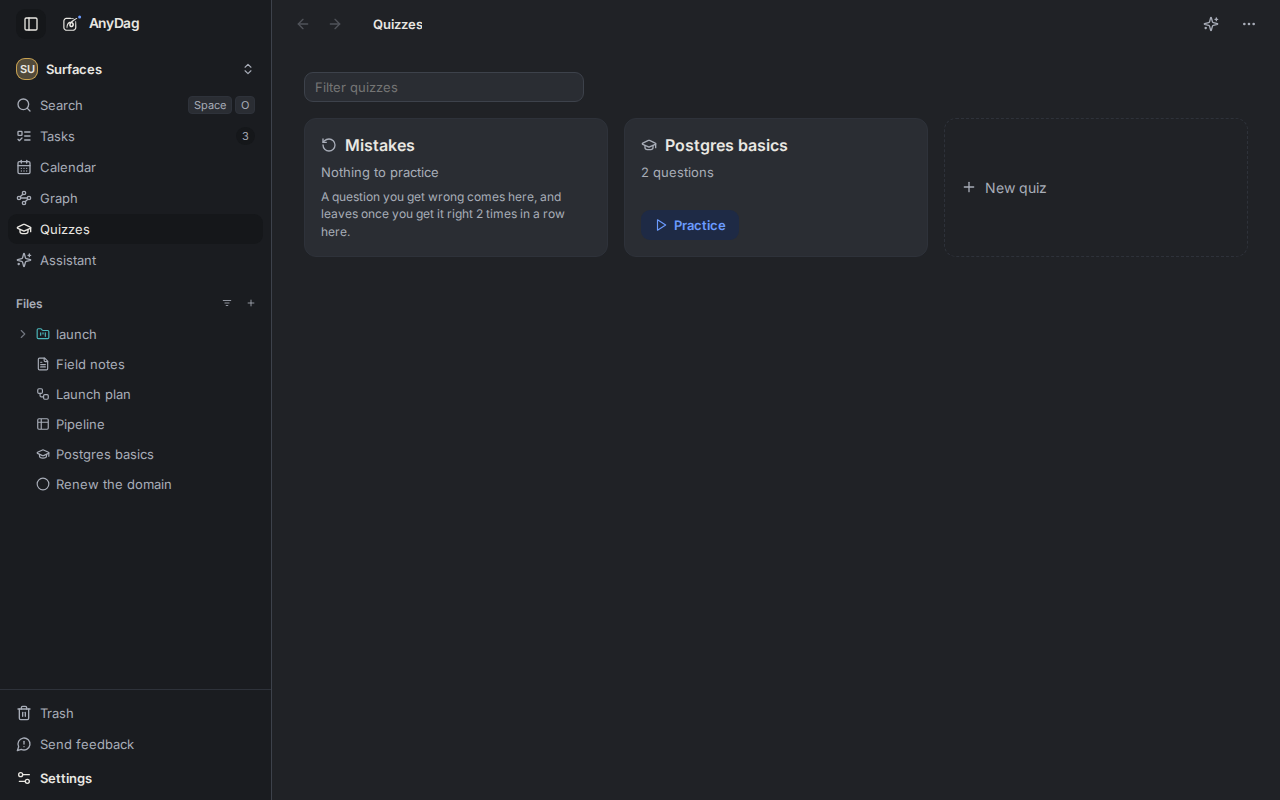 AnyDag
Quizzes
SU Surfaces
Search Space O
Tasks 3
Calendar
Graph
Quizzes
Assistant
Files
launch
Field notes
Launch plan
Pipeline
Postgres basics
Renew the domain
Trash
Send feedback
Settings
Filter quizzes
Mistakes
Nothing to practice
A question you get wrong comes here, and
leaves once you get it right 2 times in a row
here.
Postgres basics
2 questions
Practice
New quiz